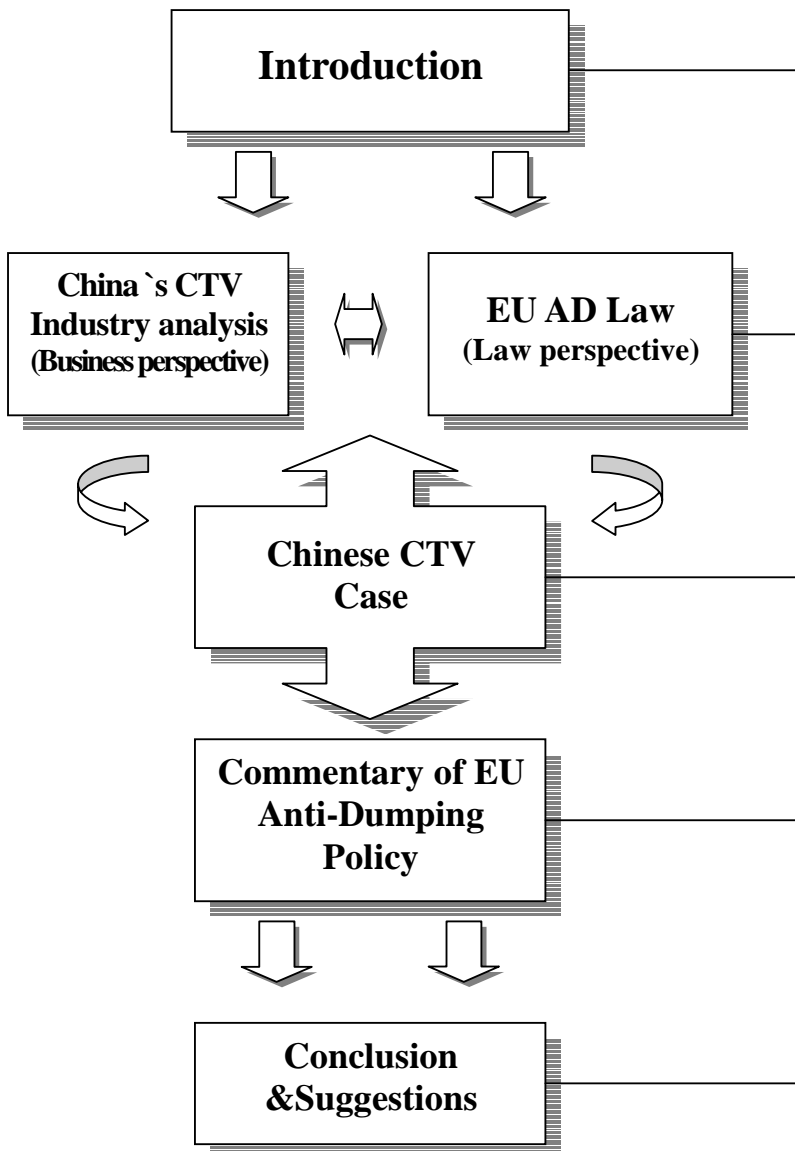 Introduction
China `s CTV
Industry analysis
(Business perspective)
EU AD Law
(Law perspective)
Chinese CTV
Case
Commentary of EU
Anti-Dumping
Policy
Conclusion
&Suggestions